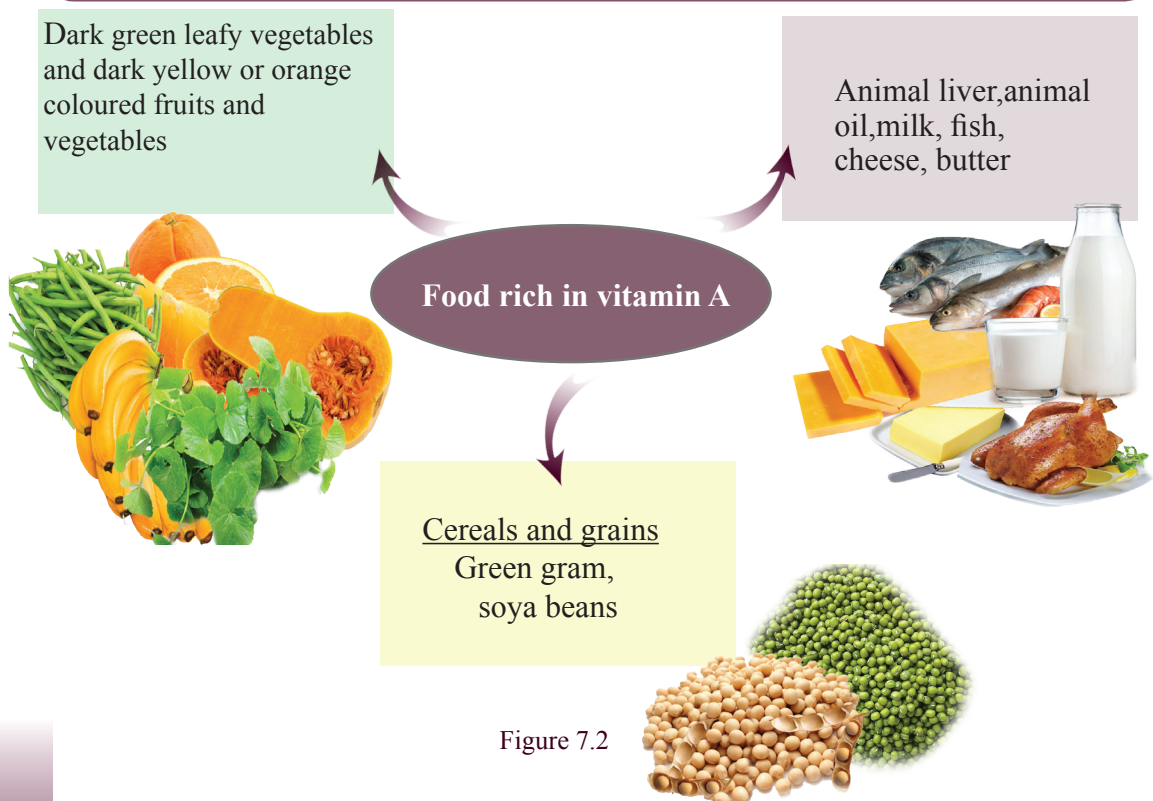 Dark green leafy vegetables
and dark yellow or orange
coloured fruits and
vegetables
Animal liver,animal
oil,milk, fish,
cheese, butter
Food rich in vitamin A
Cereals and grains
Green gram,
soya beans
Figure 7.2